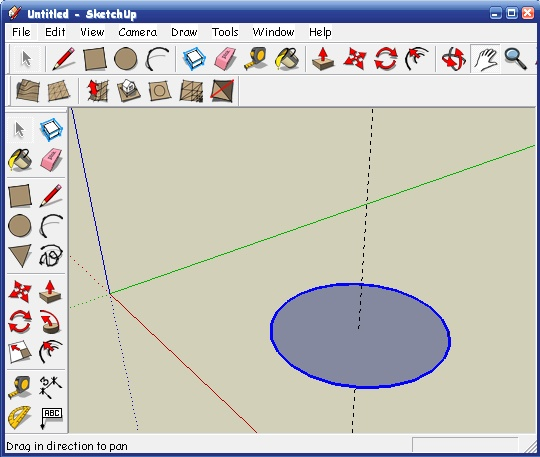 Untitled - SketchUp
File Edit View Camera Draw Tools Window Help
ABC
Drag in direction to pan